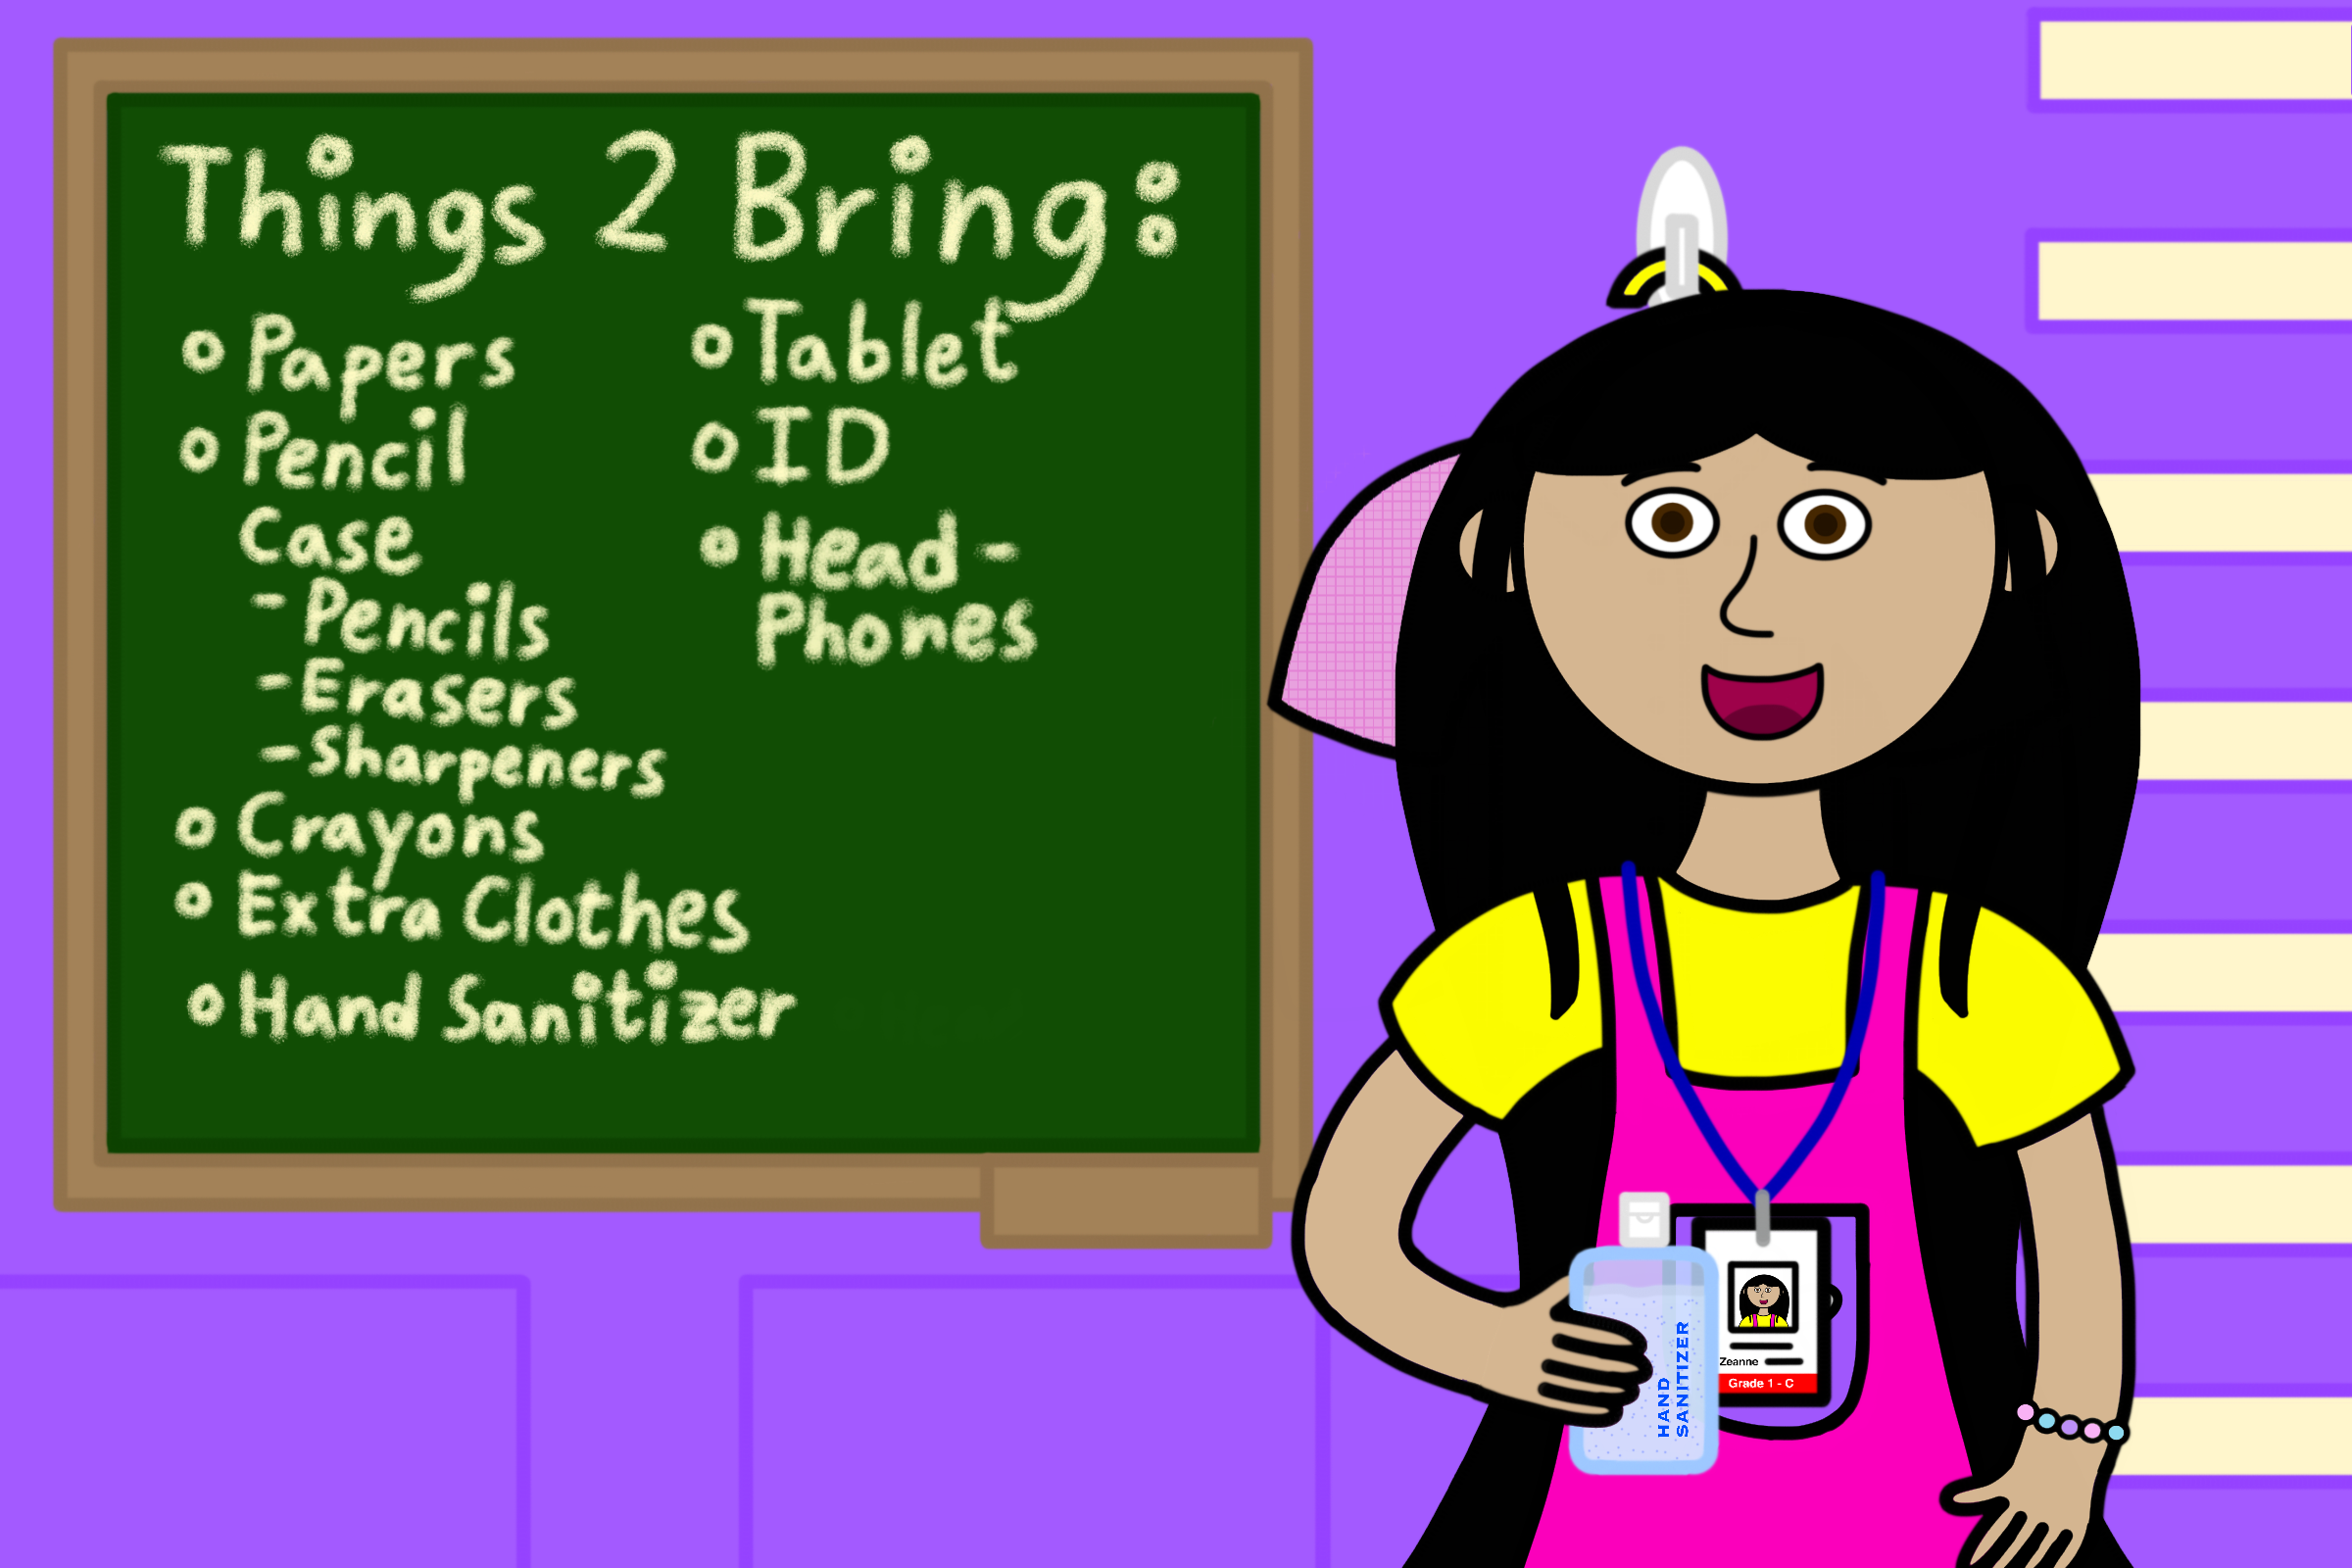 Things 2 Bring:
o Papers
o Pencil
Case
- Pencils
- Erasers
- Sharpeners
o Crayons
o Extra Clothes
o Hand Sanitizer
o Tablet
o ID
o Head-
Phones
HAND
SANITIZER
Zeanne
Grade 1 - C